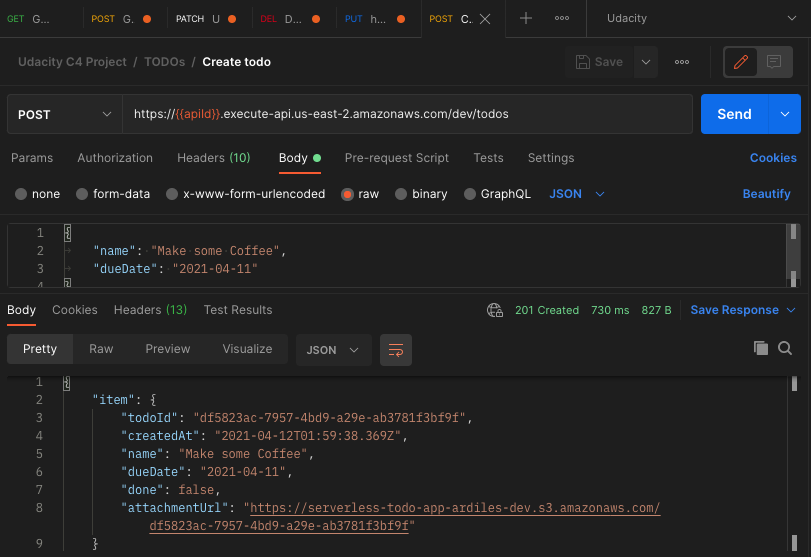 GET G...
POST G.
PATCH U
DEL D...
PUT h...
POST C.
Udacity
Udacity C4 Project / TODOs / Create todo
Save
POST
https://{{apiId}}.execute-api.us-east-2.amazonaws.com/dev/todos
Send
Params Authorization Headers (10) Body Pre-request Script Tests Settings Cookies
none form-data x-www-form-urlencoded raw binary GraphQL JSON Beautify
1 {
2 "name": "Make some Coffee",
3 "dueDate": "2021-04-11"
4 }
Body Cookies Headers (13) Test Results 201 Created 730 ms 827 B Save Response
Pretty Raw Preview Visualize JSON
1 {
2 "item": {
3 "todoId": "df5823ac-7957-4bd9-a29e-ab3781f3bf9f",
4 "createdAt": "2021-04-12T01:59:38.369Z",
5 "name": "Make some Coffee",
6 "dueDate": "2021-04-11",
7 "done": false,
8 "attachmentUrl": "https://serverless-todo-app-ardiles-dev.s3.amazonaws.com/
df5823ac-7957-4bd9-a29e-ab3781f3bf9f"
9 }